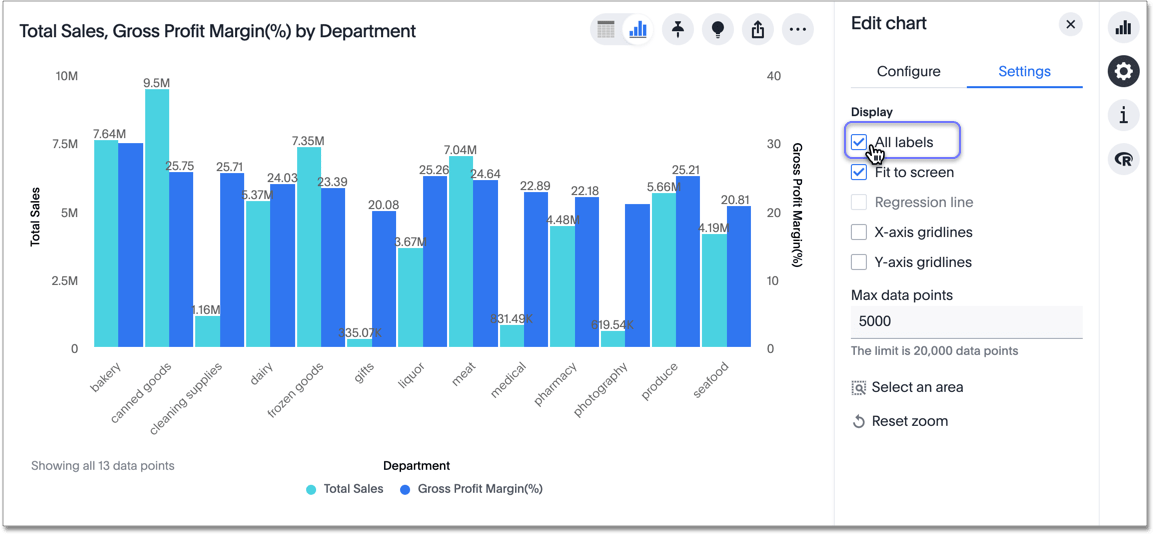 Total Sales, Gross Profit Margin(%) by Department
10M
7.5M
5M
2.5M
0
Total Sales
7.64M
9.5M
25.75
1.16M
25.71
5.37M
24.03
7.35M
23.39
335.07K
20.08
3.67M
25.26
7.04M
24.64
831.49K
22.89
4.48M
22.18
619.54K
5.66M
25.21
4.19M
20.81
40
30
20
10
0
Gross Profit Margin(%)
bakery
canned goods
cleaning supplies
dairy
frozen goods
gifts
liquor
meat
medical
pharmacy
photography
produce
seafood
Showing all 13 data points
Department
Total Sales
Gross Profit Margin(%)
Edit chart
Configure
Settings
Display
All labels
Fit to screen
Regression line
X-axis gridlines
Y-axis gridlines
Max data points
5000
The limit is 20,000 data points
Select an area
Reset zoom
i
R